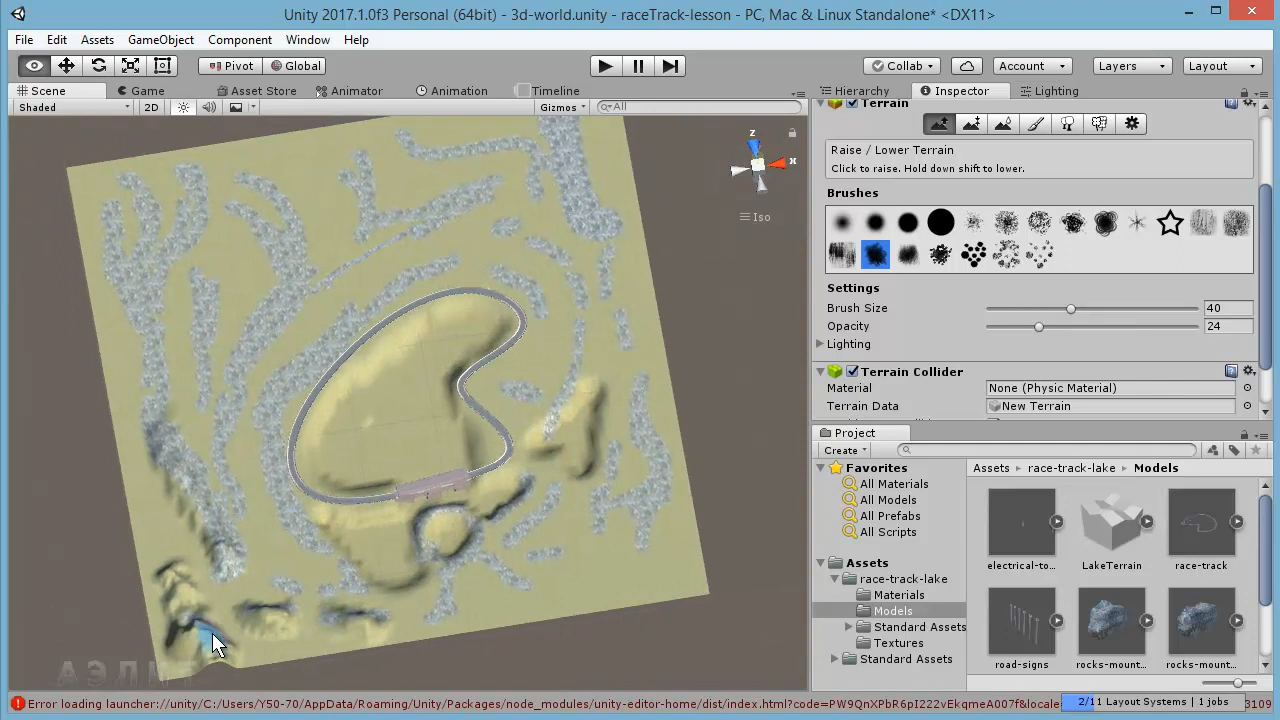 Unity 2017.1.0f3 Personal (64bit) - 3d-world.unity - raceTrack-lesson - PC, Mac & Linux Standalone* <DX11>
File Edit Assets GameObject Component Window Help
Pivot Global Collab Account Layers Layout
Scene Game Asset Store Animator Animation Timeline
Hierarchy Inspector Lighting
Shaded 2D Gizmos All
Terrain
Raise / Lower Terrain
Click to raise. Hold down shift to lower.
Brushes
z
x
Iso
Settings
Brush Size 40
Opacity 24
Lighting
Terrain Collider
Material None (Physic Material)
Terrain Data New Terrain
Project
Create
Favorites
All Materials
All Models
All Prefabs
All Scripts
Assets
race-track-lake
Materials
Models
Standard Assets
Textures
Standard Assets
Assets ▸ race-track-lake ▸ Models
electrical-to... LakeTerrain race-track
road-signs rocks-mount... rocks-mount...
АЭЛИТ
Error loading launcher://unity/C:/Users/Y50-70/AppData/Roaming/Unity/Packages/node_modules/unity-editor-home/dist/index.html?code=PW9QnXPbR6pI222vEkqmeA007f&locale
2/11 Layout Systems | 1 jobs
3109